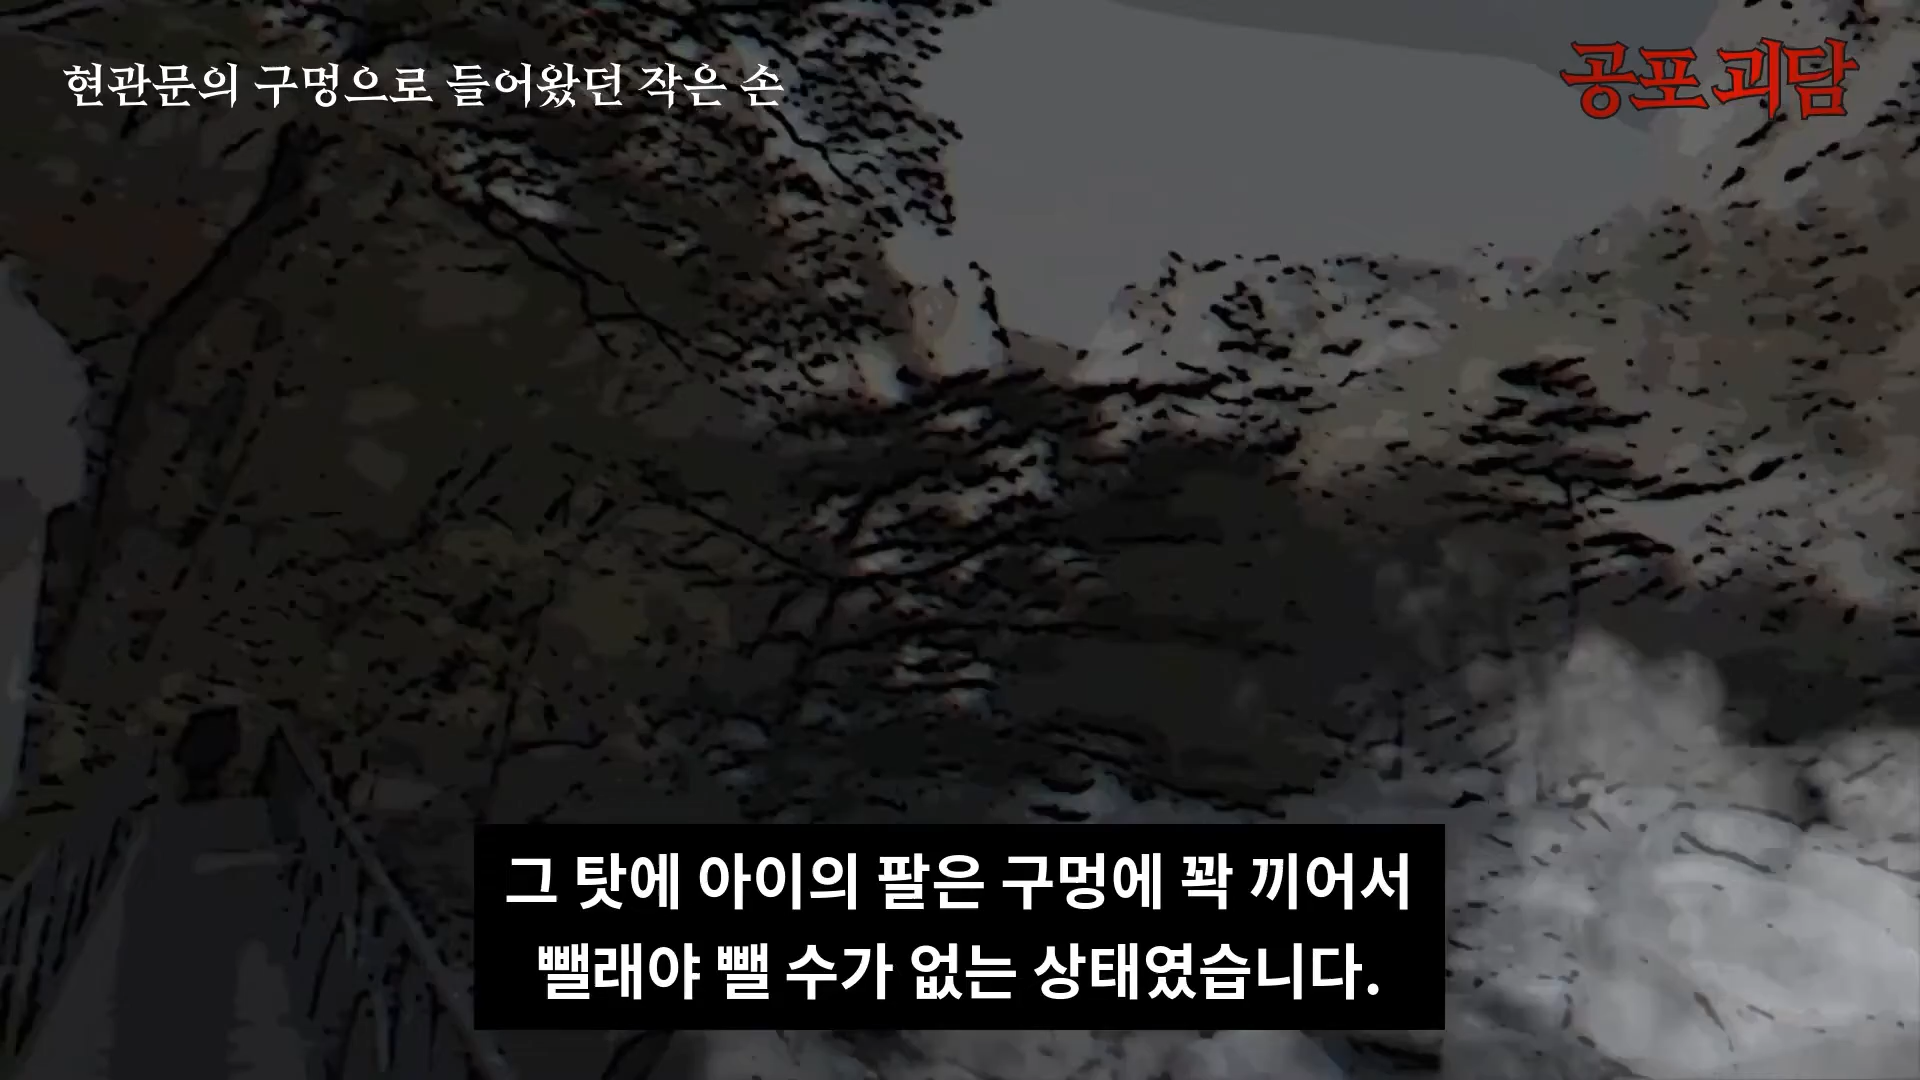 현관문의 구멍으로 들어왔던 작은 손
공포괴담
그 탓에 아이의 팔은 구멍에 꽉 끼어서
뺄래야 뺄 수가 없는 상태였습니다.